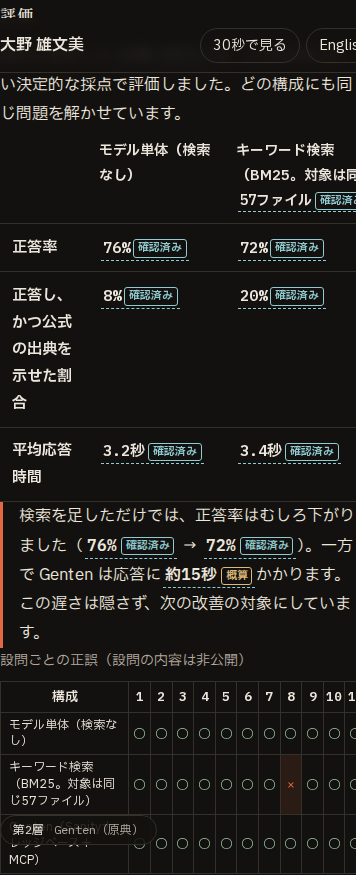 評価
大野 雄文美
30秒で見る
Englis
い決定的な採点で評価しました。どの構成にも同
じ問題を解かせています。
モデル単体（検索
なし）
キーワード検索
（BM25。対象は同
57ファイル 確認済み
正答率
76% 確認済み
72% 確認済み
正答し、
かつ公式
の出典を
示せた割
合
8% 確認済み
20% 確認済み
平均応答
時間
3.2秒 確認済み
3.4秒 確認済み
検索を足しただけでは、正答率はむしろ下がり
ました（ 76% 確認済み → 72% 確認済み ）。一方
で Genten は応答に 約15秒 概算 かかります。
この遅さは隠さず、次の改善の対象にしていま
す。
設問ごとの正誤（設問の内容は非公開）
構成 1 2 3 4 5 6 7 8 9 10 1
モデル単体（検索な
し）
○ ○ ○ ○ ○ ○ ○ ○ ○ ○ ○
キーワード検索
（BM25。対象は同
じ57ファイル）
○ ○ ○ ○ ○ ○ ○ × ○ ○ ○
第2層 Genten（原典）
MCP）
○ ○ ○ ○ ○ ○ ○ ○ ○ ○